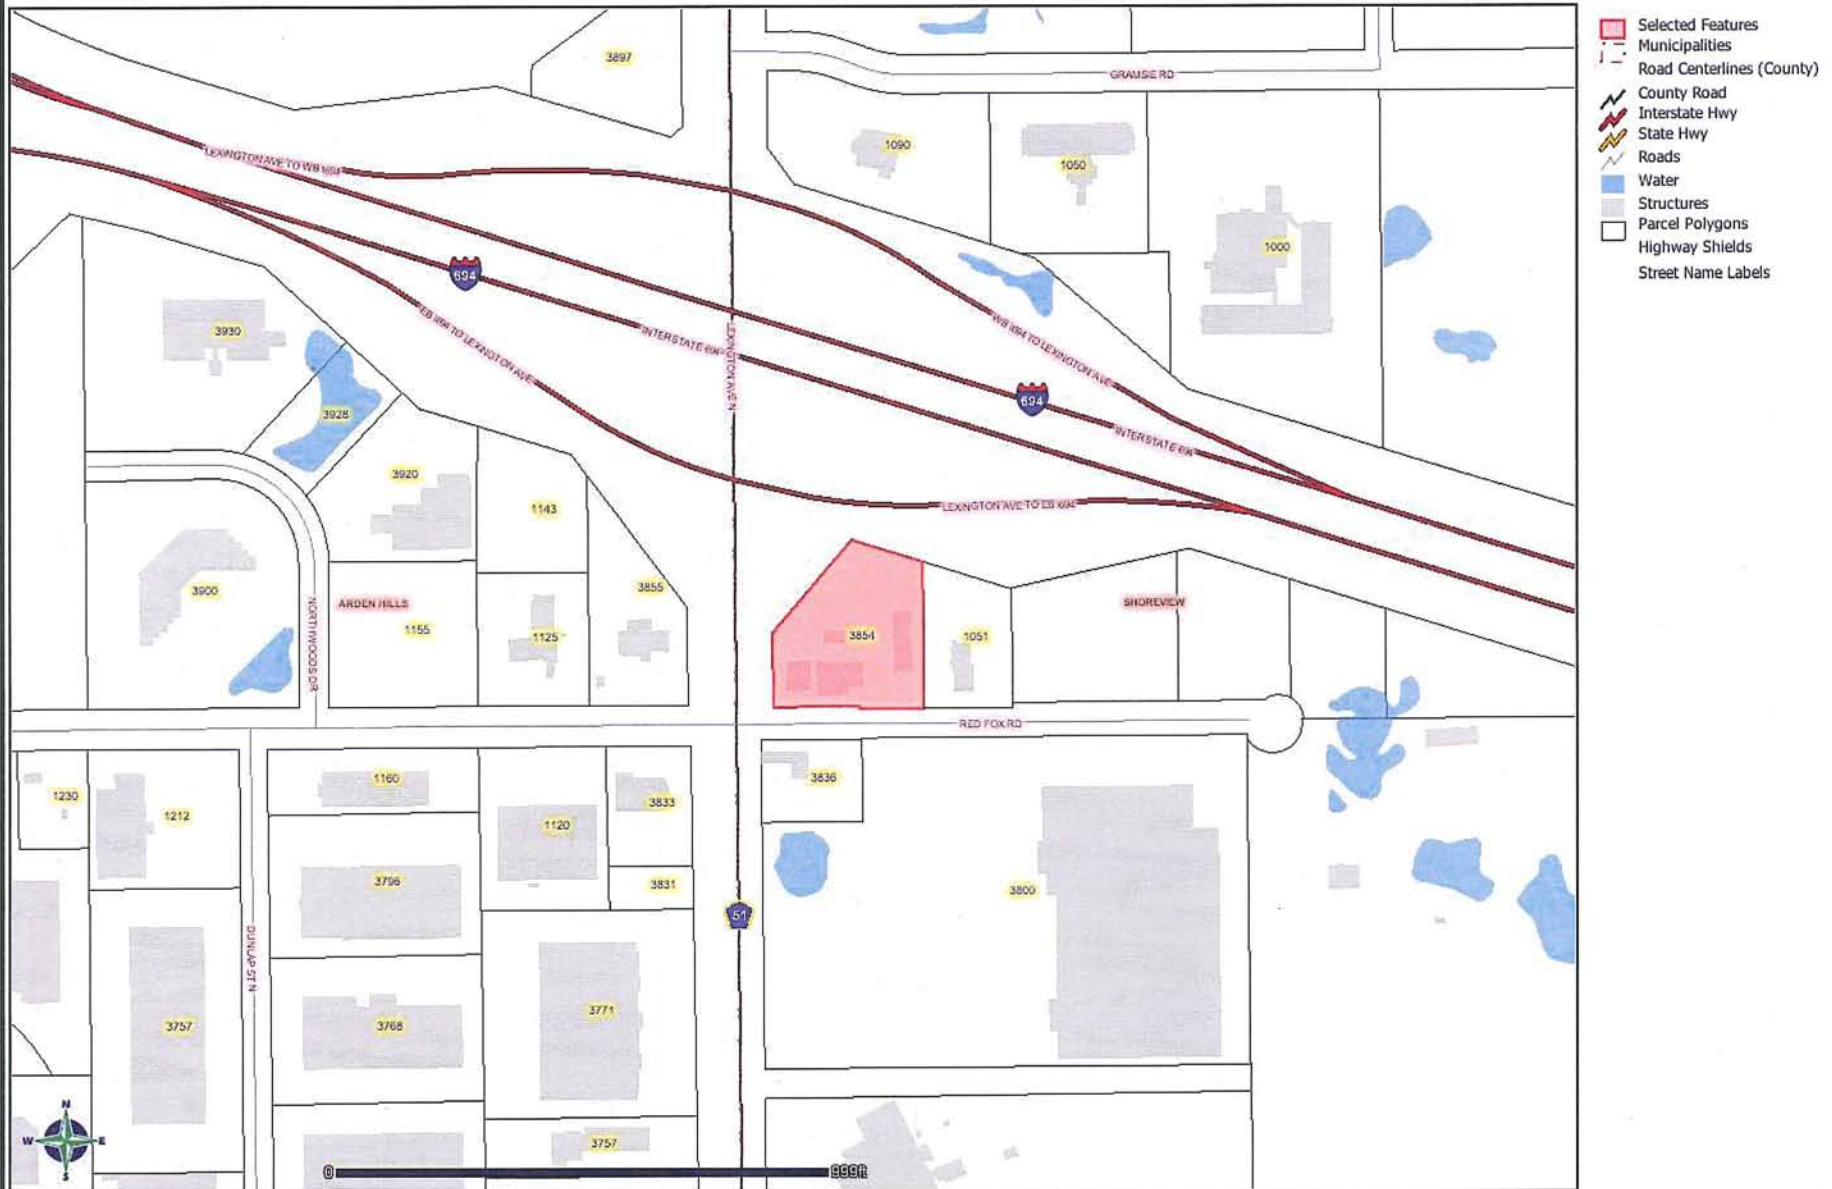 3897
GRAMSIE RD
1090
1050
1000
LEXINGTON AVE TO WB 694
694
3930
EB I694 TO LEXINGTON AVE
INTERSTATE 694
LEXINGTON AVE N
WB I694 TO LEXINGTON AVE
694
INTERSTATE 694
3928
3920
1143
LEXINGTON AVE TO EB 694
3900
NORTHWOODS DR
ARDEN HILLS
1155
1125
3855
3854
1051
SHOREVIEW
RED FOX RD
1230
1212
1160
1120
3833
3836
3796
3831
3800
51
DUNLAP ST N
3757
3768
3771
3757
N
W
E
S
0
999ft
Selected Features
Municipalities
Road Centerlines (County)
County Road
Interstate Hwy
State Hwy
Roads
Water
Structures
Parcel Polygons
Highway Shields
Street Name Labels